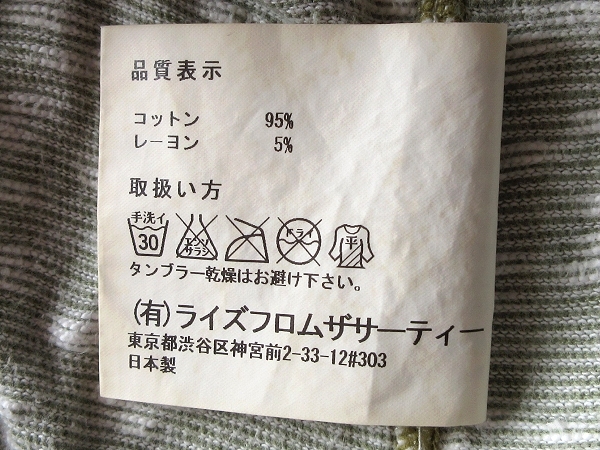 品質表示
コットン 95%
レーヨン 5%
取扱い方
手洗イ
30
エンソ
サラシ
ドライ
平
タンブラー乾燥はお避け下さい。
(有)ライズフロムザサーティー
東京都渋谷区神宮前2-33-12#303
日本製